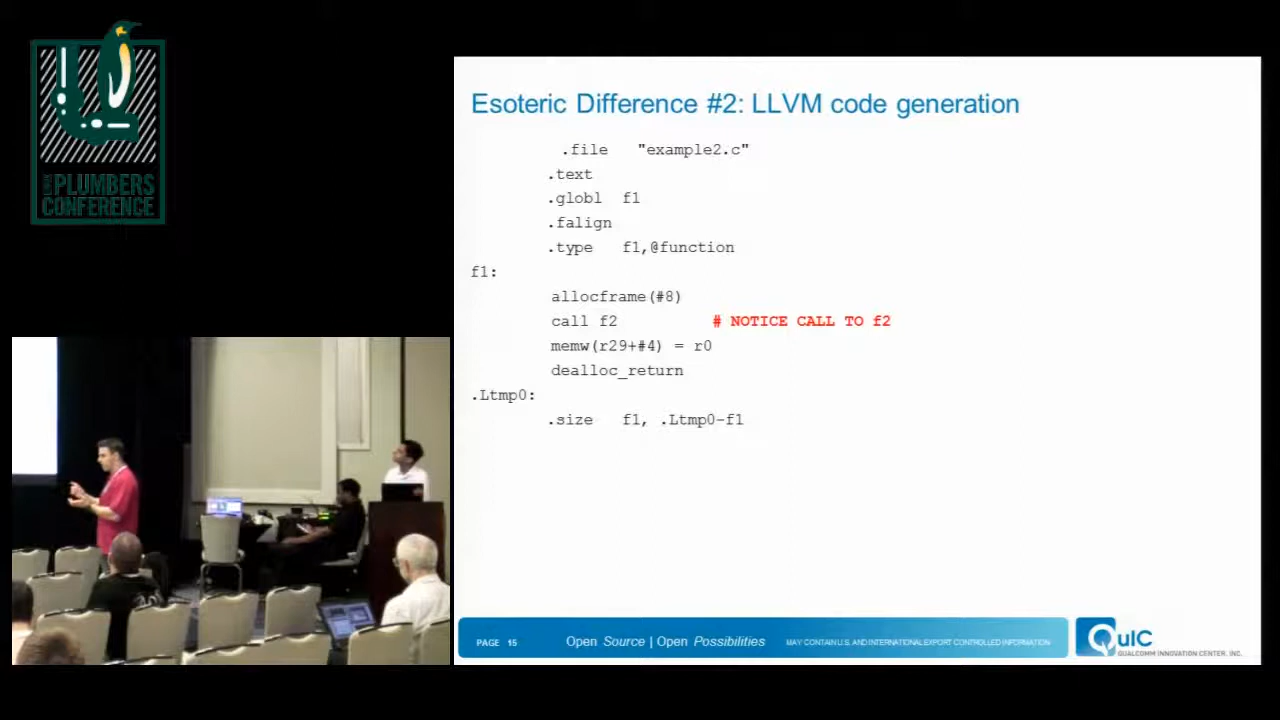 LINUX
PLUMBERS
CONFERENCE
Esoteric Difference #2: LLVM code generation
.file "example2.c"
.text
.globl f1
.falign
.type f1,@function
f1:
allocframe(#8)
call f2 # NOTICE CALL TO f2
memw(r29+#4) = r0
dealloc_return
.Ltmp0:
.size f1, .Ltmp0-f1
PAGE 15 Open Source | Open Possibilities MAY CONTAIN U.S. AND INTERNATIONAL EXPORT CONTROLLED INFORMATION
QuIC
QUALCOMM INNOVATION CENTER, INC.